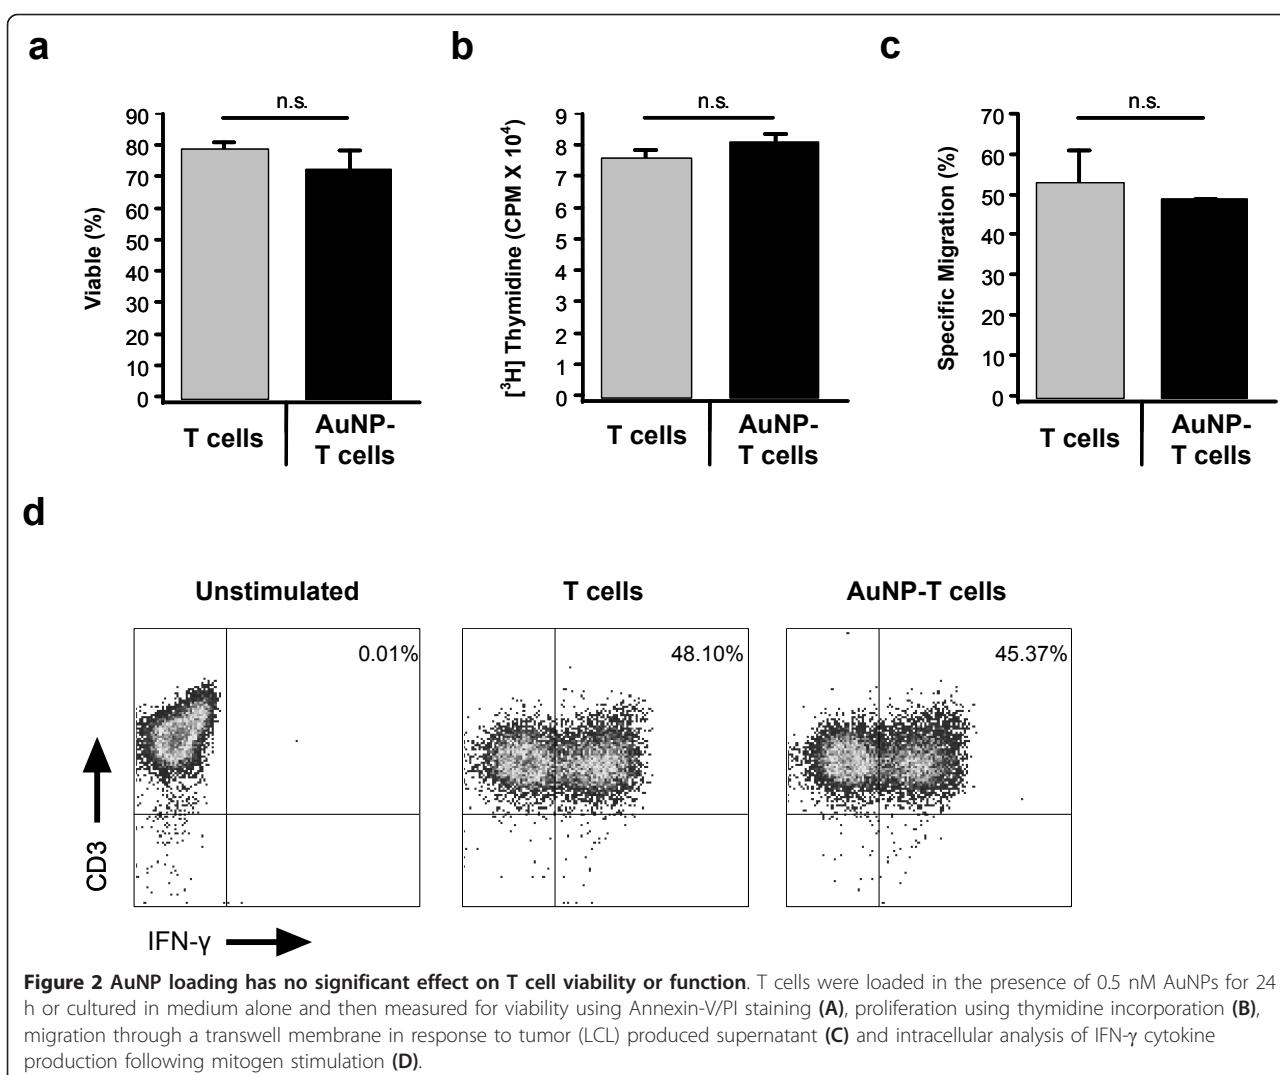 a
b
c
n.s.
n.s.
n.s.
90
80
70
60
50
40
30
20
10
0
Viable (%)
T cells
AuNP-
T cells
9
8
7
6
5
4
3
2
1
0
[³H] Thymidine (CPM X 10⁴)
T cells
AuNP-
T cells
70
60
50
40
30
20
10
0
Specific Migration (%)
T cells
AuNP-
T cells
d
Unstimulated
T cells
AuNP-T cells
0.01%
48.10%
45.37%
CD3
IFN-γ
Figure 2 AuNP loading has no significant effect on T cell viability or function. T cells were loaded in the presence of 0.5 nM AuNPs for 24
h or cultured in medium alone and then measured for viability using Annexin-V/PI staining (A), proliferation using thymidine incorporation (B),
migration through a transwell membrane in response to tumor (LCL) produced supernatant (C) and intracellular analysis of IFN-γ cytokine
production following mitogen stimulation (D).